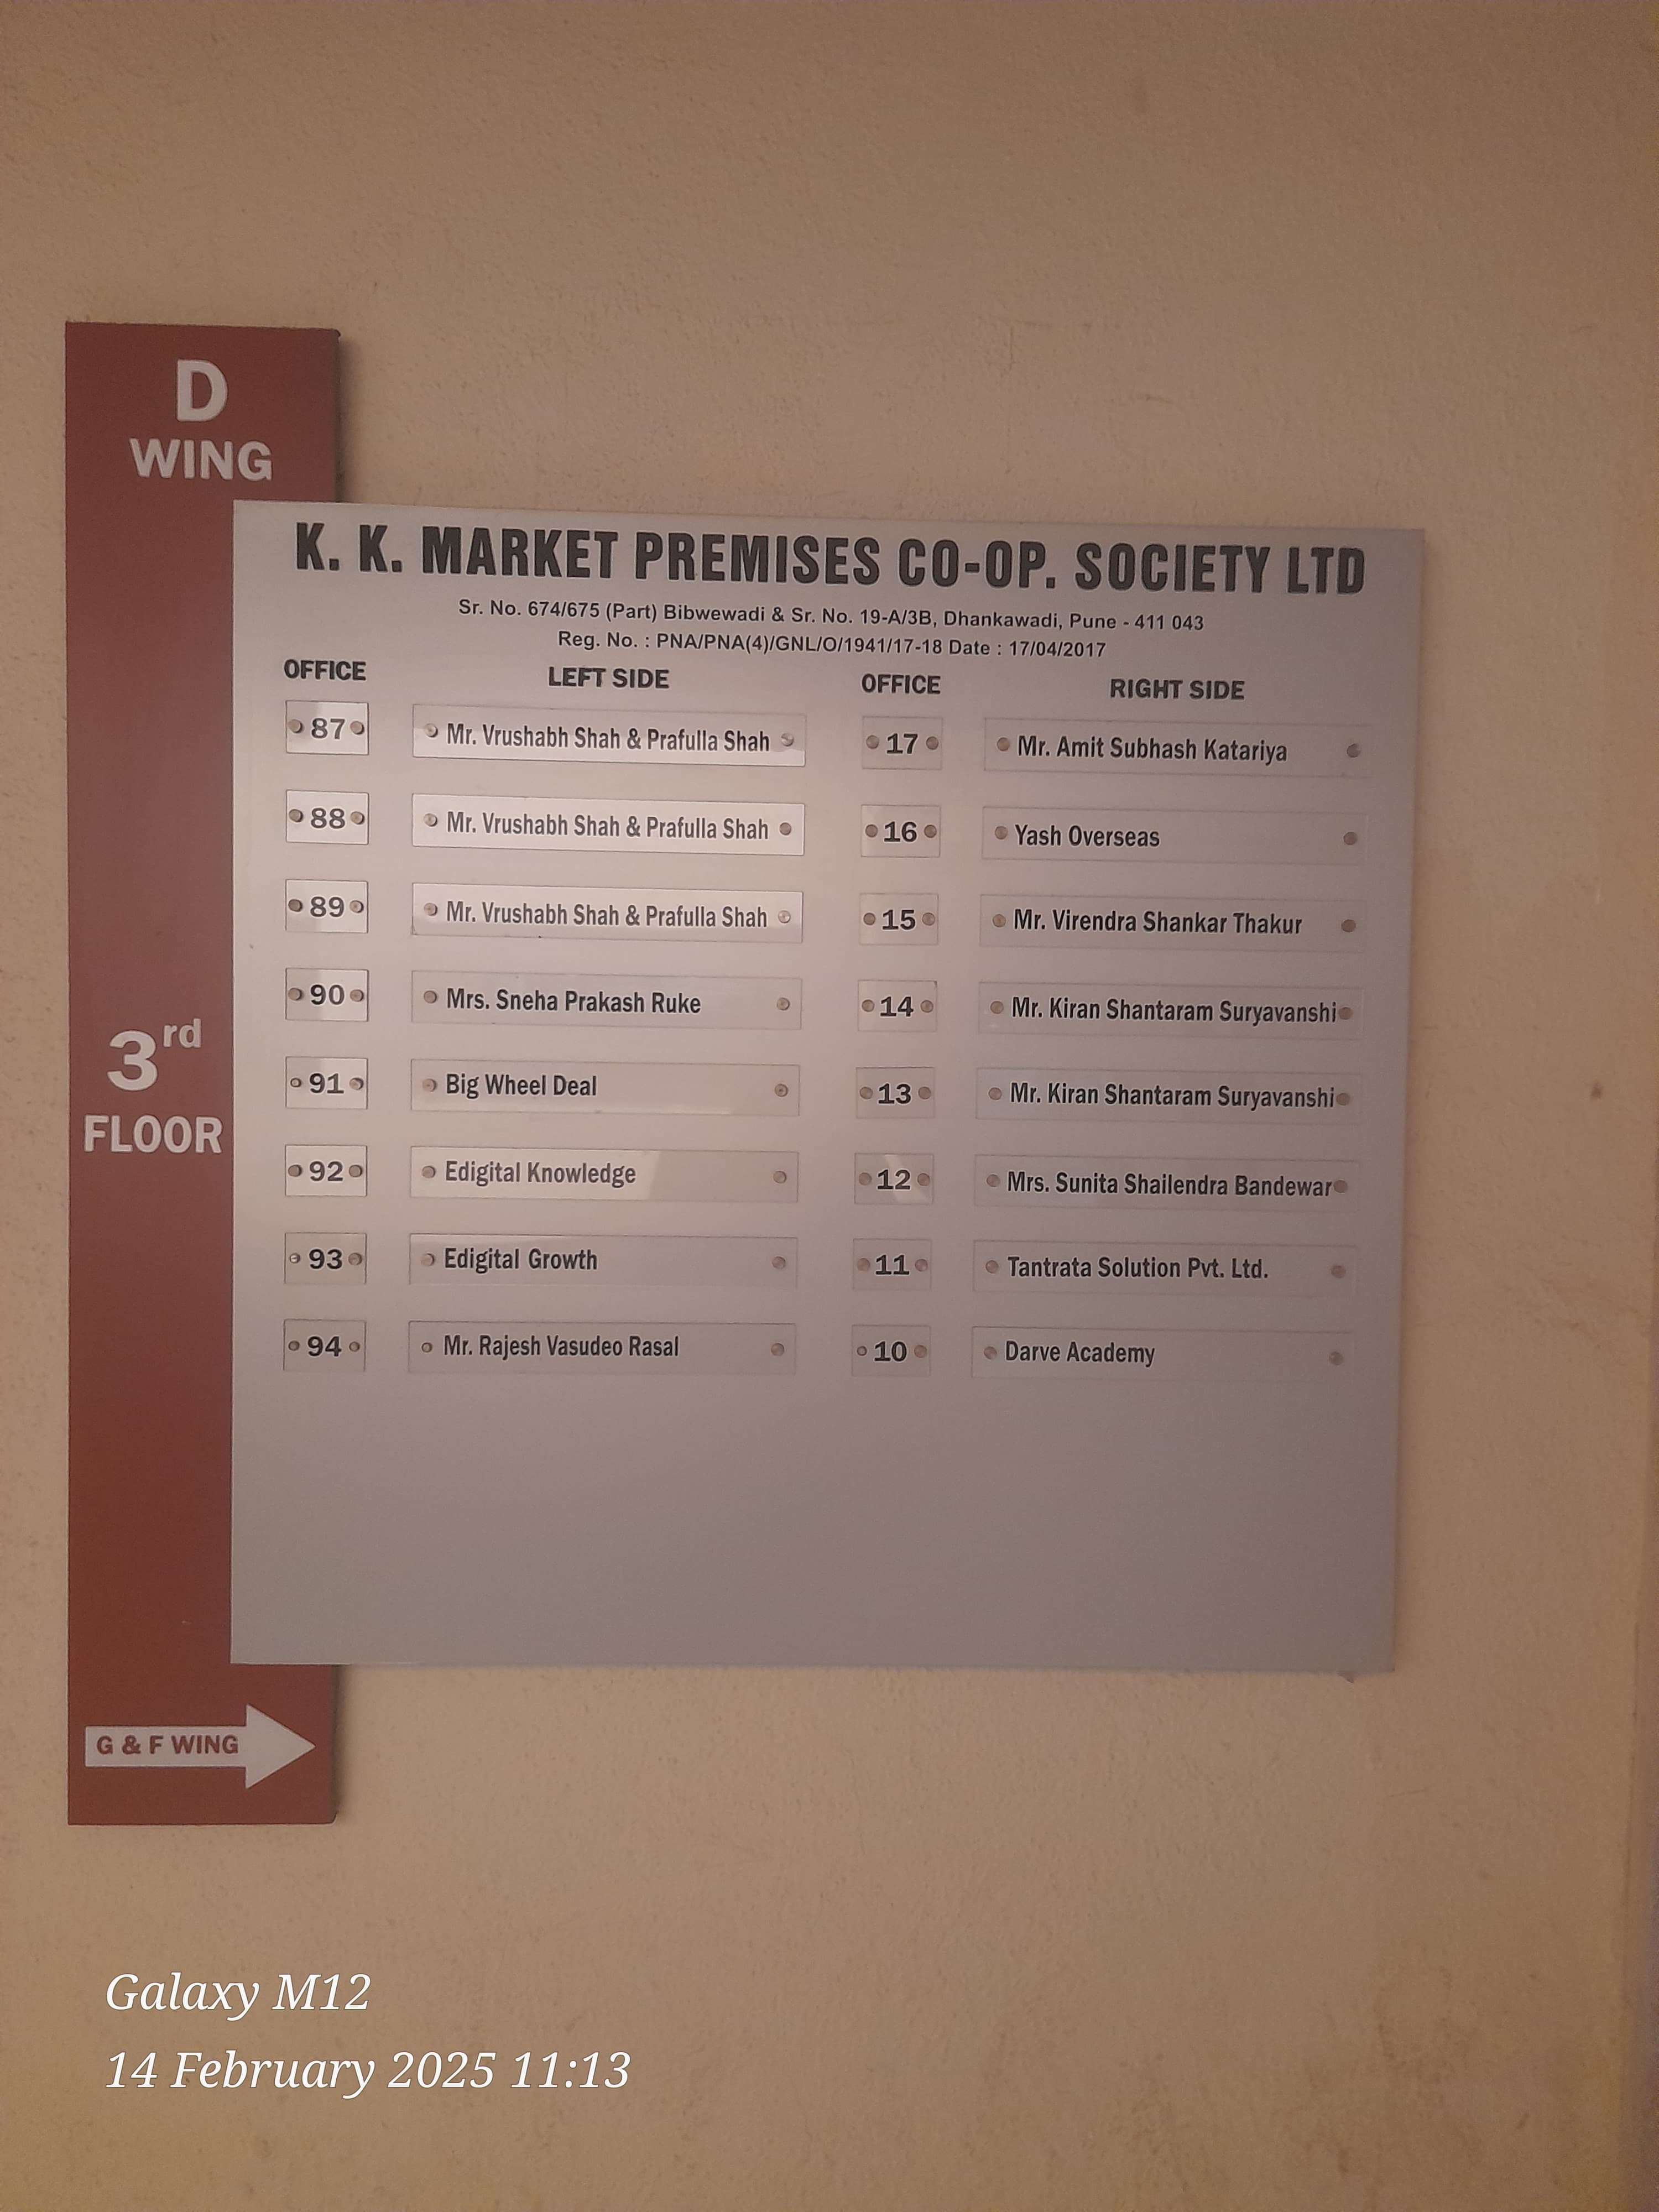 D
WING
K. K. MARKET PREMISES CO-OP. SOCIETY LTD
Sr. No. 674/675 (Part) Bibwewadi & Sr. No. 19-A/3B, Dhankawadi, Pune - 411 043
Reg. No. : PNA/PNA(4)/GNL/O/1941/17-18 Date : 17/04/2017
OFFICE LEFT SIDE OFFICE RIGHT SIDE
87 Mr. Vrushabh Shah & Prafulla Shah 17 Mr. Amit Subhash Katariya
88 Mr. Vrushabh Shah & Prafulla Shah 16 Yash Overseas
89 Mr. Vrushabh Shah & Prafulla Shah 15 Mr. Virendra Shankar Thakur
90 Mrs. Sneha Prakash Ruke 14 Mr. Kiran Shantaram Suryavanshi
91 Big Wheel Deal 13 Mr. Kiran Shantaram Suryavanshi
92 Edigital Knowledge 12 Mrs. Sunita Shailendra Bandewar
93 Edigital Growth 11 Tantrata Solution Pvt. Ltd.
94 Mr. Rajesh Vasudeo Rasal 10 Darve Academy
3rd
FLOOR
G & F WING
Galaxy M12
14 February 2025 11:13